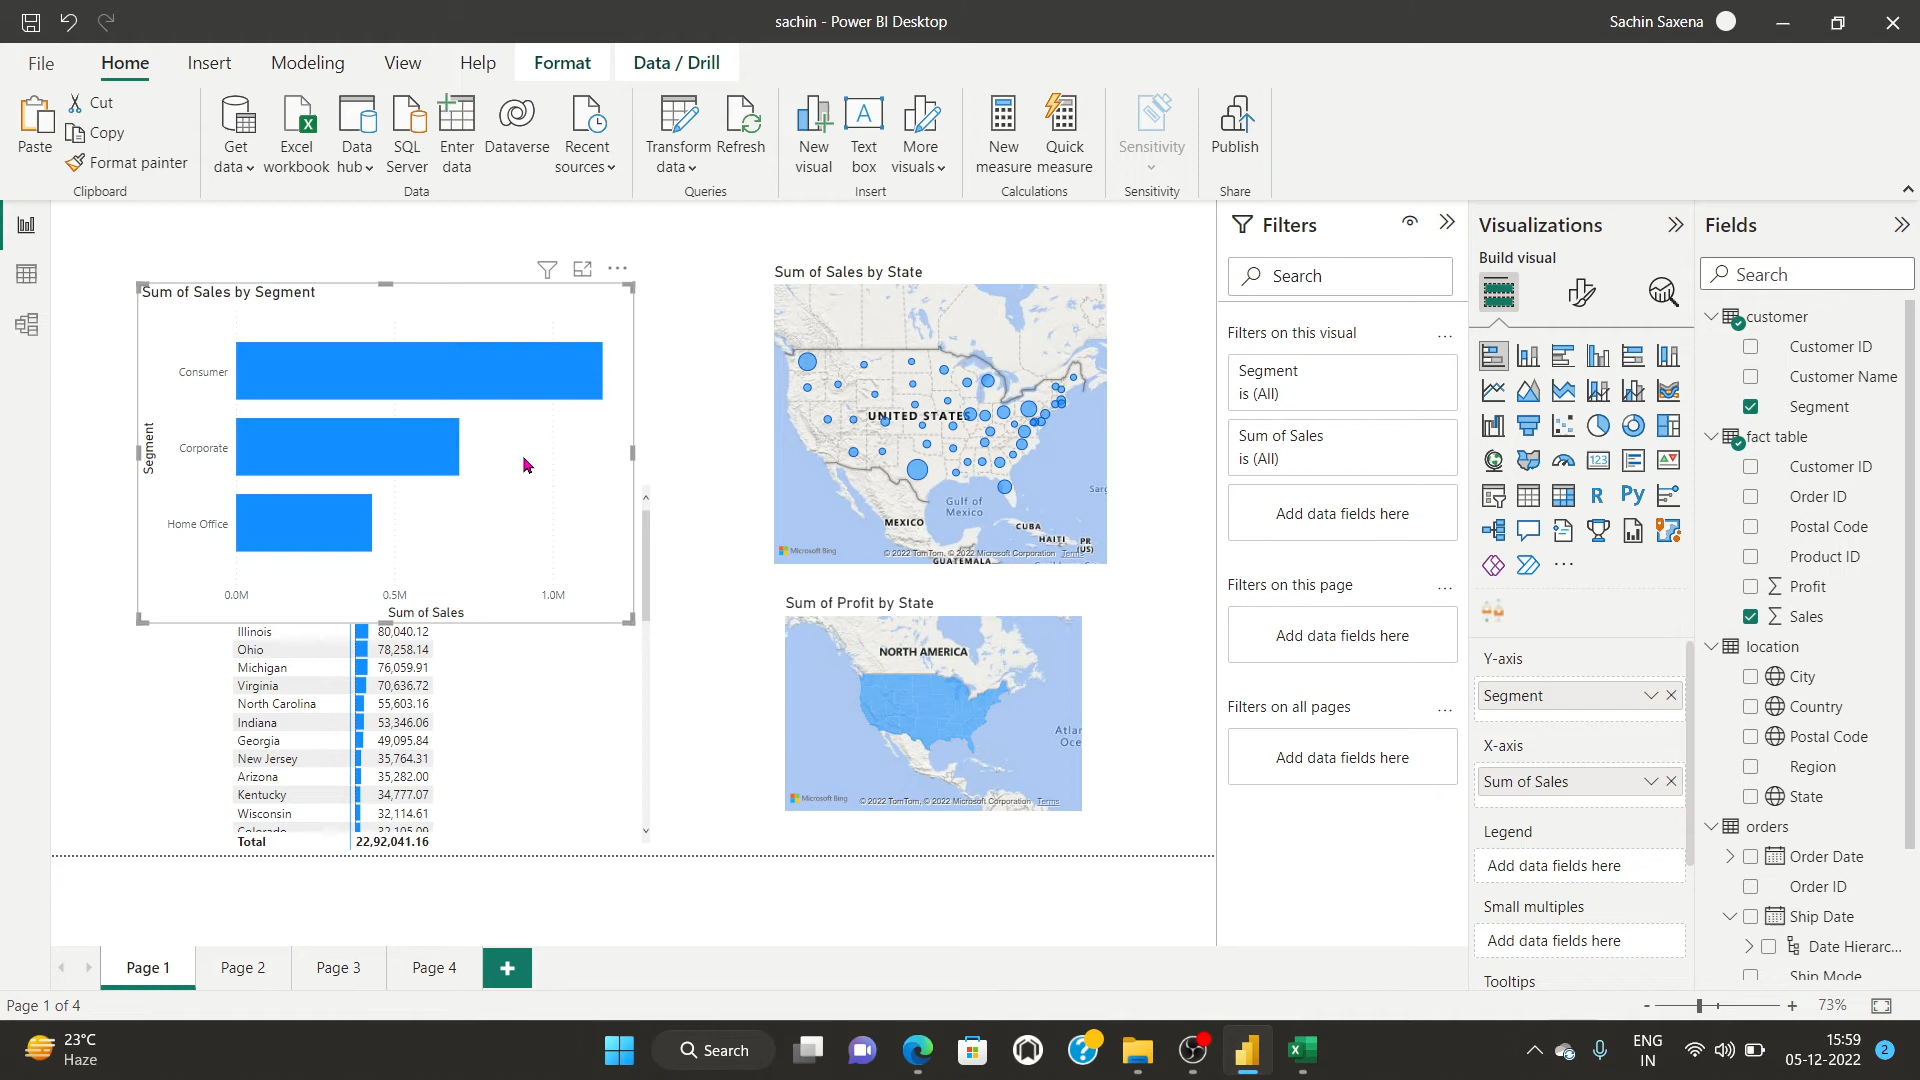 sachin - Power BI Desktop
Sachin Saxena
File
Home
Insert
Modeling
View
Help
Format
Data / Drill
Paste
Cut
Copy
Format painter
Clipboard
Get data
Excel workbook
Data hub
SQL Server
Enter data
Dataverse
Recent sources
Data
Transform data
Refresh
Queries
New visual
Text box
More visuals
Insert
New measure
Quick measure
Calculations
Sensitivity
Sensitivity
Publish
Share
Sum of Sales by Segment
Segment
Consumer
Corporate
Home Office
0.0M
0.5M
1.0M
Sum of Sales
Illinois 80,040.12
Ohio 78,258.14
Michigan 76,059.91
Virginia 70,636.72
North Carolina 55,603.16
Indiana 53,346.06
Georgia 49,095.84
New Jersey 35,764.31
Arizona 35,282.00
Kentucky 34,777.07
Wisconsin 32,114.61
Colorado 32,105.09
Total 22,92,041.16
Sum of Sales by State
UNITED STATES
Gulf of
Mexico
MEXICO
CUBA
HAITI
PR
(US)
GUATEMALA
Sarg
Microsoft Bing
© 2022 TomTom, © 2022 Microsoft Corporation Terms
Sum of Profit by State
NORTH AMERICA
Atlan
Oce
Microsoft Bing
© 2022 TomTom, © 2022 Microsoft Corporation Terms
Filters
Search
Filters on this visual ...
Segment
is (All)
Sum of Sales
is (All)
Add data fields here
Filters on this page ...
Add data fields here
Filters on all pages ...
Add data fields here
Visualizations
Build visual
R
Py
123
...
Y-axis
Segment
X-axis
Sum of Sales
Legend
Add data fields here
Small multiples
Add data fields here
Tooltips
Fields
Search
customer
Customer ID
Customer Name
Segment
fact table
Customer ID
Order ID
Postal Code
Product ID
Profit
Sales
location
City
Country
Postal Code
Region
State
orders
Order Date
Order ID
Ship Date
Date Hierarc...
Ship Mode
Page 1
Page 2
Page 3
Page 4
+
Page 1 of 4
- + 73%
23°C
Haze
Search
ENG
IN
15:59
05-12-2022
2